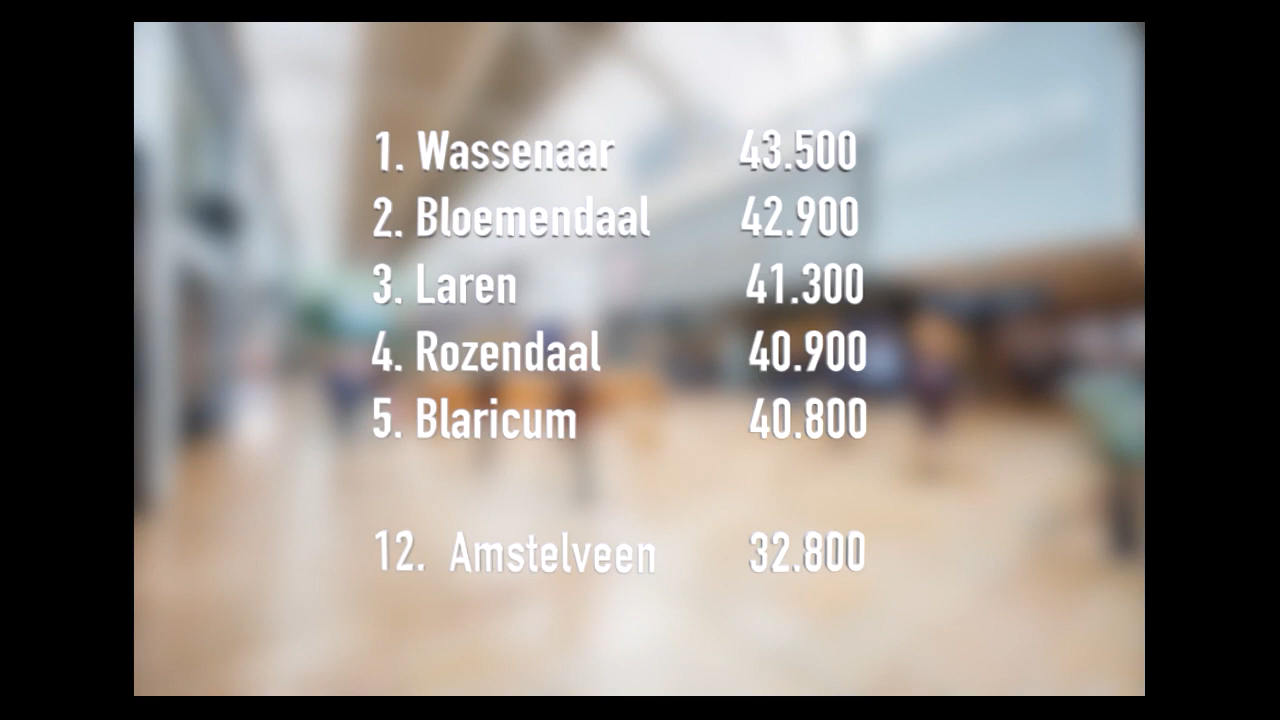 1. Wassenaar 43.500
2. Bloemendaal 42.900
3. Laren 41.300
4. Rozendaal 40.900
5. Blaricum 40.800
12. Amstelveen 32.800